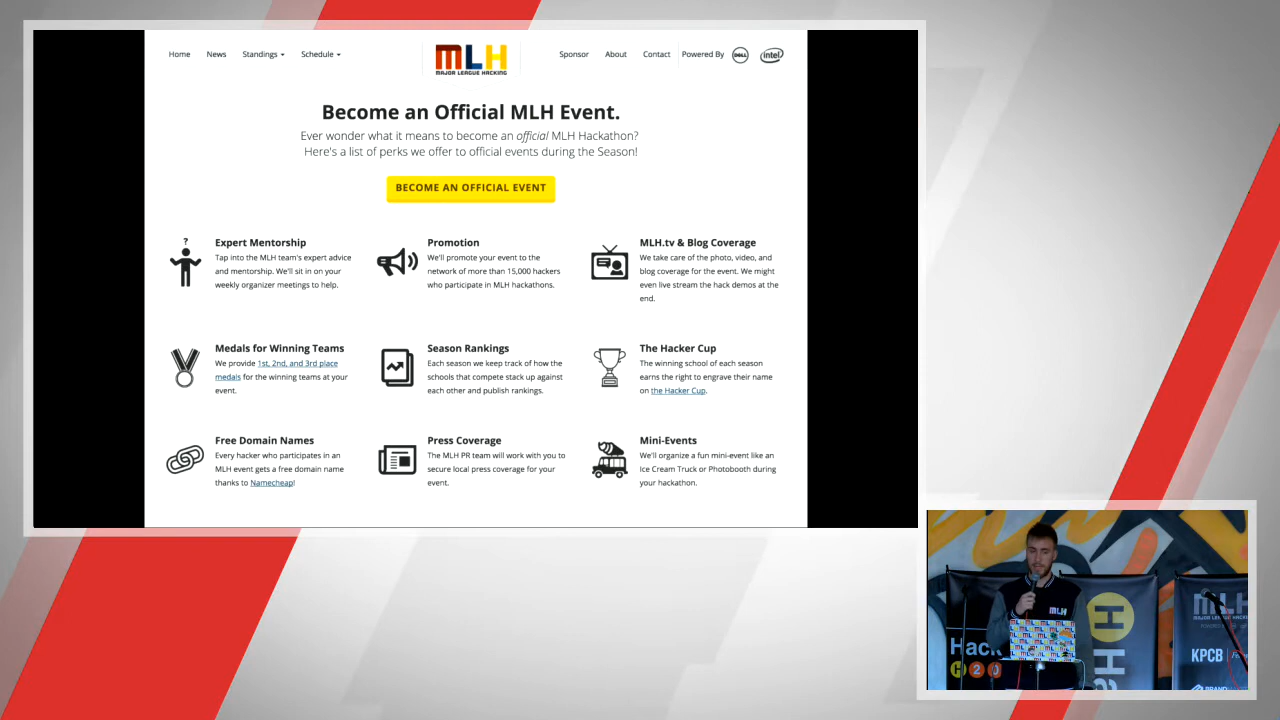 Home News Standings Schedule
MLH
MAJOR LEAGUE HACKING
Sponsor About Contact Powered By DELL intel
Become an Official MLH Event.
Ever wonder what it means to become an official MLH Hackathon?
Here's a list of perks we offer to official events during the Season!
BECOME AN OFFICIAL EVENT
?
Expert Mentorship
Tap into the MLH team's expert advice
and mentorship. We'll sit in on your
weekly organizer meetings to help.
Promotion
We'll promote your event to the
network of more than 15,000 hackers
who participate in MLH hackathons.
MLH.tv & Blog Coverage
We take care of the photo, video, and
blog coverage for the event. We might
even live stream the hack demos at the
end.
Medals for Winning Teams
We provide 1st, 2nd, and 3rd place
medals for the winning teams at your
event.
Season Rankings
Each season we keep track of how the
schools that compete stack up against
each other and publish rankings.
The Hacker Cup
The winning school of each season
earns the right to engrave their name
on the Hacker Cup.
Free Domain Names
Every hacker who participates in an
MLH event gets a free domain name
thanks to Namecheap!
Press Coverage
The MLH PR team will work with you to
secure local press coverage for your
event.
Mini-Events
We'll organize a fun mini-event like an
Ice Cream Truck or Photobooth during
your hackathon.
MLH
Hack
H20
H
Ha
MLH
MAJOR LEAGUE HACKING
KPCB